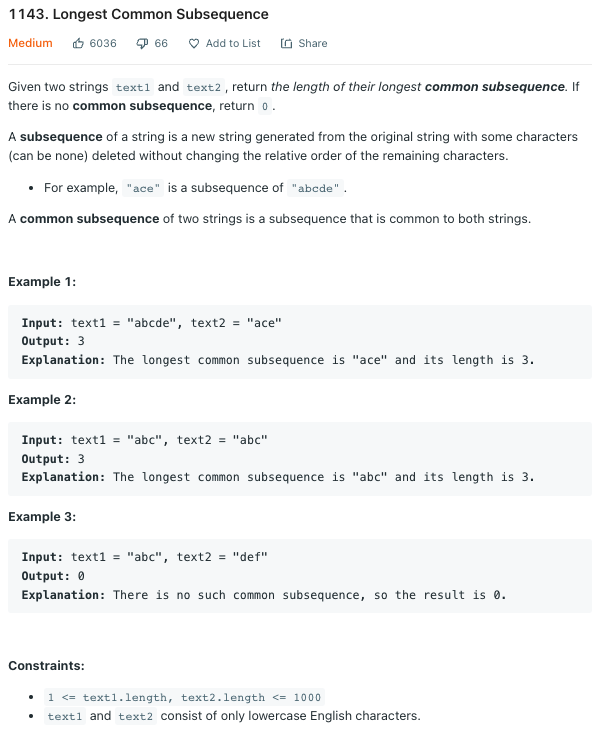 1143. Longest Common Subsequence
Medium 6036 66 Add to List Share
Given two strings text1 and text2, return the length of their longest common subsequence. If
there is no common subsequence, return 0.
A subsequence of a string is a new string generated from the original string with some characters
(can be none) deleted without changing the relative order of the remaining characters.
• For example, "ace" is a subsequence of "abcde".
A common subsequence of two strings is a subsequence that is common to both strings.
Example 1:
Input: text1 = "abcde", text2 = "ace"
Output: 3
Explanation: The longest common subsequence is "ace" and its length is 3.
Example 2:
Input: text1 = "abc", text2 = "abc"
Output: 3
Explanation: The longest common subsequence is "abc" and its length is 3.
Example 3:
Input: text1 = "abc", text2 = "def"
Output: 0
Explanation: There is no such common subsequence, so the result is 0.
Constraints:
• 1 <= text1.length, text2.length <= 1000
• text1 and text2 consist of only lowercase English characters.